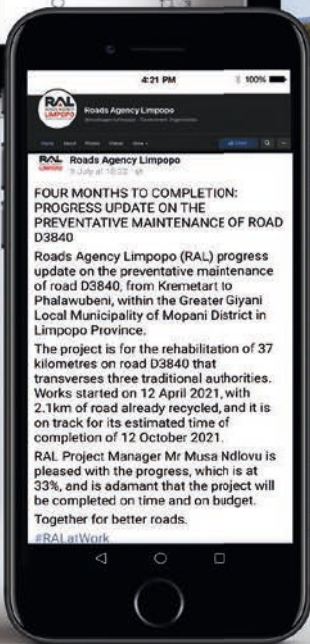 4:21 PM
100%
RAL
LIMPOPO
Roads Agency Limpopo
RAL
LIMPOPO
Roads Agency Limpopo
FOUR MONTHS TO COMPLETION:
PROGRESS UPDATE ON THE
PREVENTATIVE MAINTENANCE OF ROAD
D3840
Roads Agency Limpopo (RAL) progress
update on the preventative maintenance
of road D3840, from Kremetart to
Phalawubeni, within the Greater Giyani
Local Municipality of Mopani District in
Limpopo Province.
The project is for the rehabilitation of 37
kilometres on road D3840 that
transverses three traditional authorities.
Works started on 12 April 2021, with
2.1km of road already recycled, and it is
on track for its estimated time of
completion of 12 October 2021.
RAL Project Manager Mr Musa Ndlovu is
pleased with the progress, which is at
33%, and is adamant that the project will
be completed on time and on budget.
Together for better roads.
#RALatWork